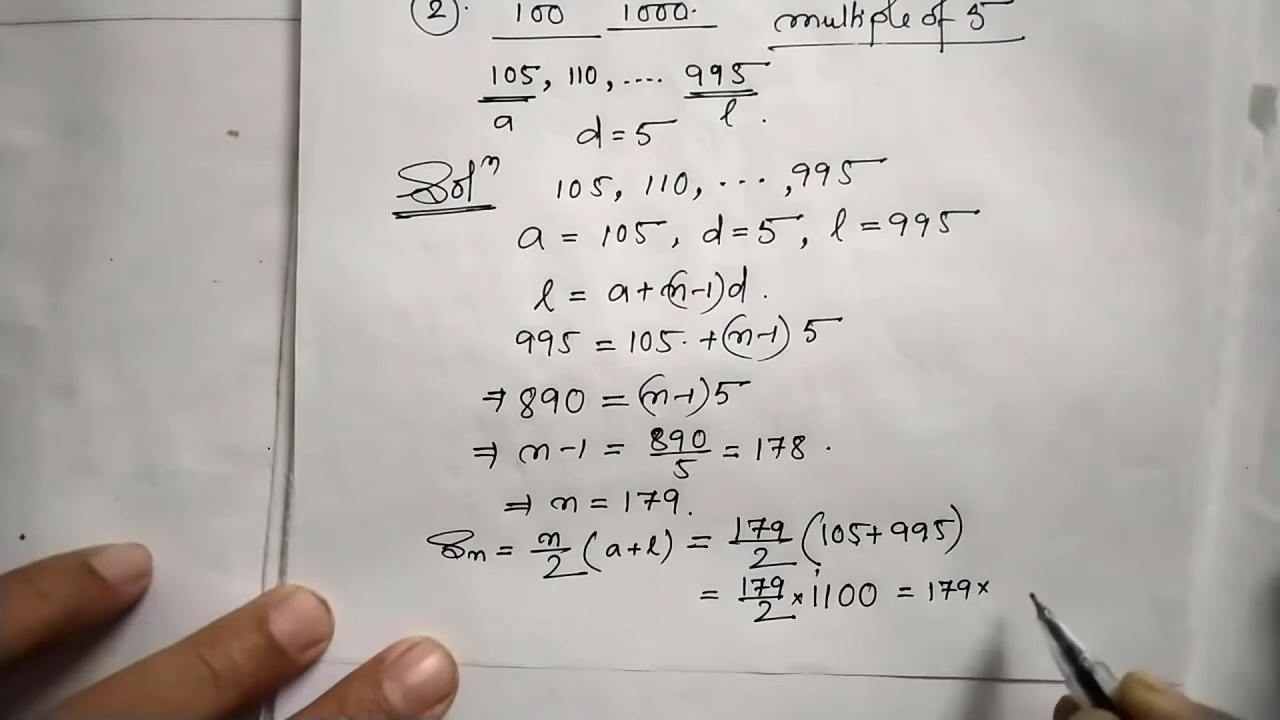 (2). 100 1000. multiple of 5
105, 110, .... 995
a l.
d = 5
Solⁿ 105, 110, ... , 995
a = 105, d = 5, l = 995
l = a + (n-1)d.
995 = 105. + (n-1) 5
⇒ 890 = (n-1) 5
⇒ n-1 = 890/5 = 178.
⇒ n = 179.
Sn = n/2 (a+l) = 179/2 (105+995)
= 179/2 × 1100 = 179×